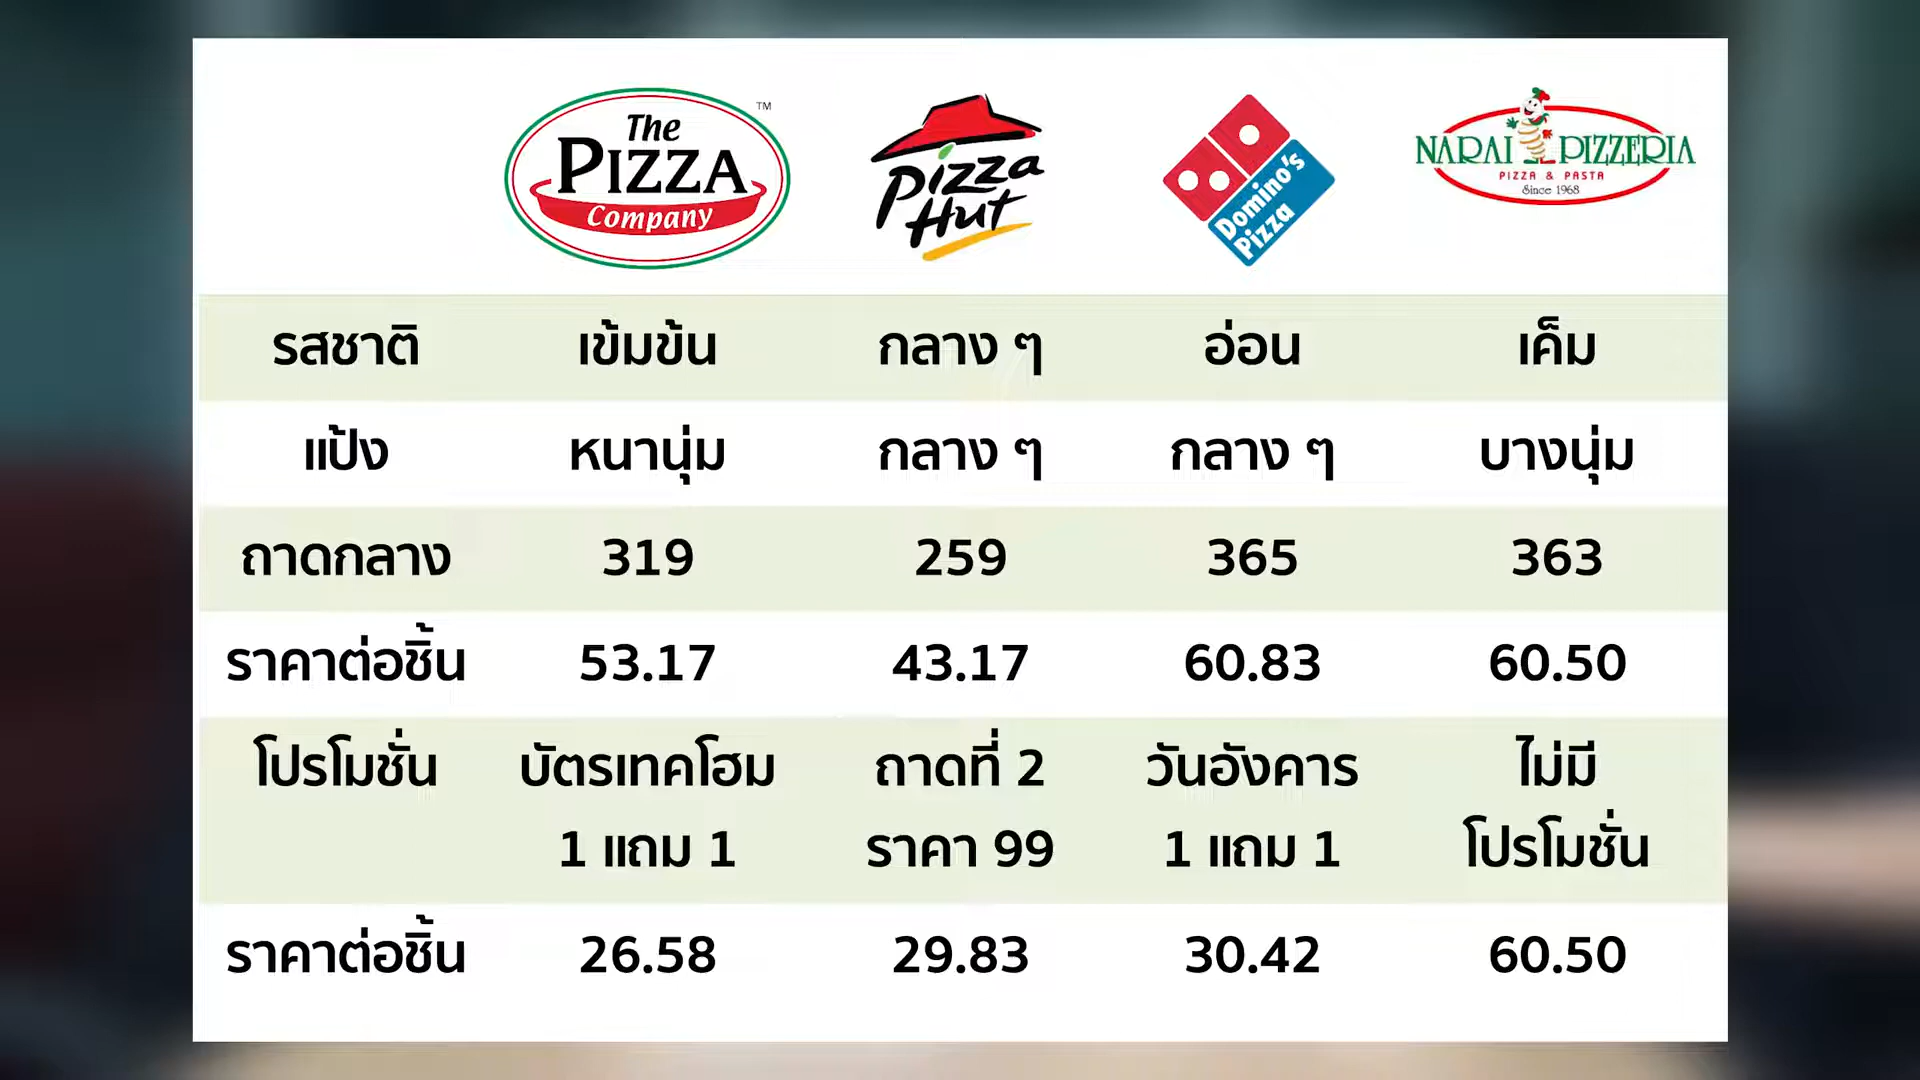 The PIZZA Company ™
Pizza Hut
Domino's Pizza
NARAI PIZZERIA
PIZZA & PASTA
Since 1968
รสชาติ เข้มข้น กลาง ๆ อ่อน เค็ม
แป้ง หนานุ่ม กลาง ๆ กลาง ๆ บางนุ่ม
ถาดกลาง 319 259 365 363
ราคาต่อชิ้น 53.17 43.17 60.83 60.50
โปรโมชั่น บัตรเทคโฮม ถาดที่ 2 วันอังคาร ไม่มี
1 แถม 1 ราคา 99 1 แถม 1 โปรโมชั่น
ราคาต่อชิ้น 26.58 29.83 30.42 60.50